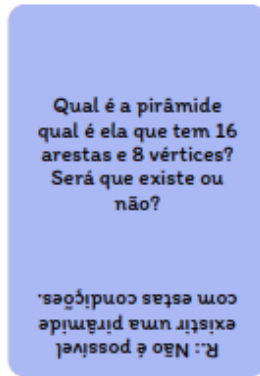 Qual é a pirâmide
qual é ela que tem 16
arestas e 8 vértices?
Será que existe ou
não?
R.: Não é possível
existir uma pirâmide
com estas condições.